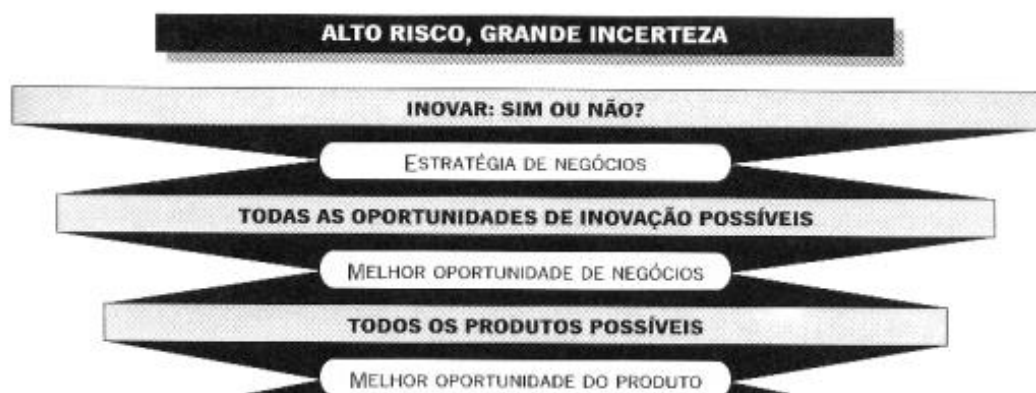 ALTO RISCO, GRANDE INCERTEZA
INOVAR: SIM OU NÃO?
ESTRATÉGIA DE NEGÓCIOS
TODAS AS OPORTUNIDADES DE INOVAÇÃO POSSÍVEIS
MELHOR OPORTUNIDADE DE NEGÓCIOS
TODOS OS PRODUTOS POSSÍVEIS
MELHOR OPORTUNIDADE DO PRODUTO